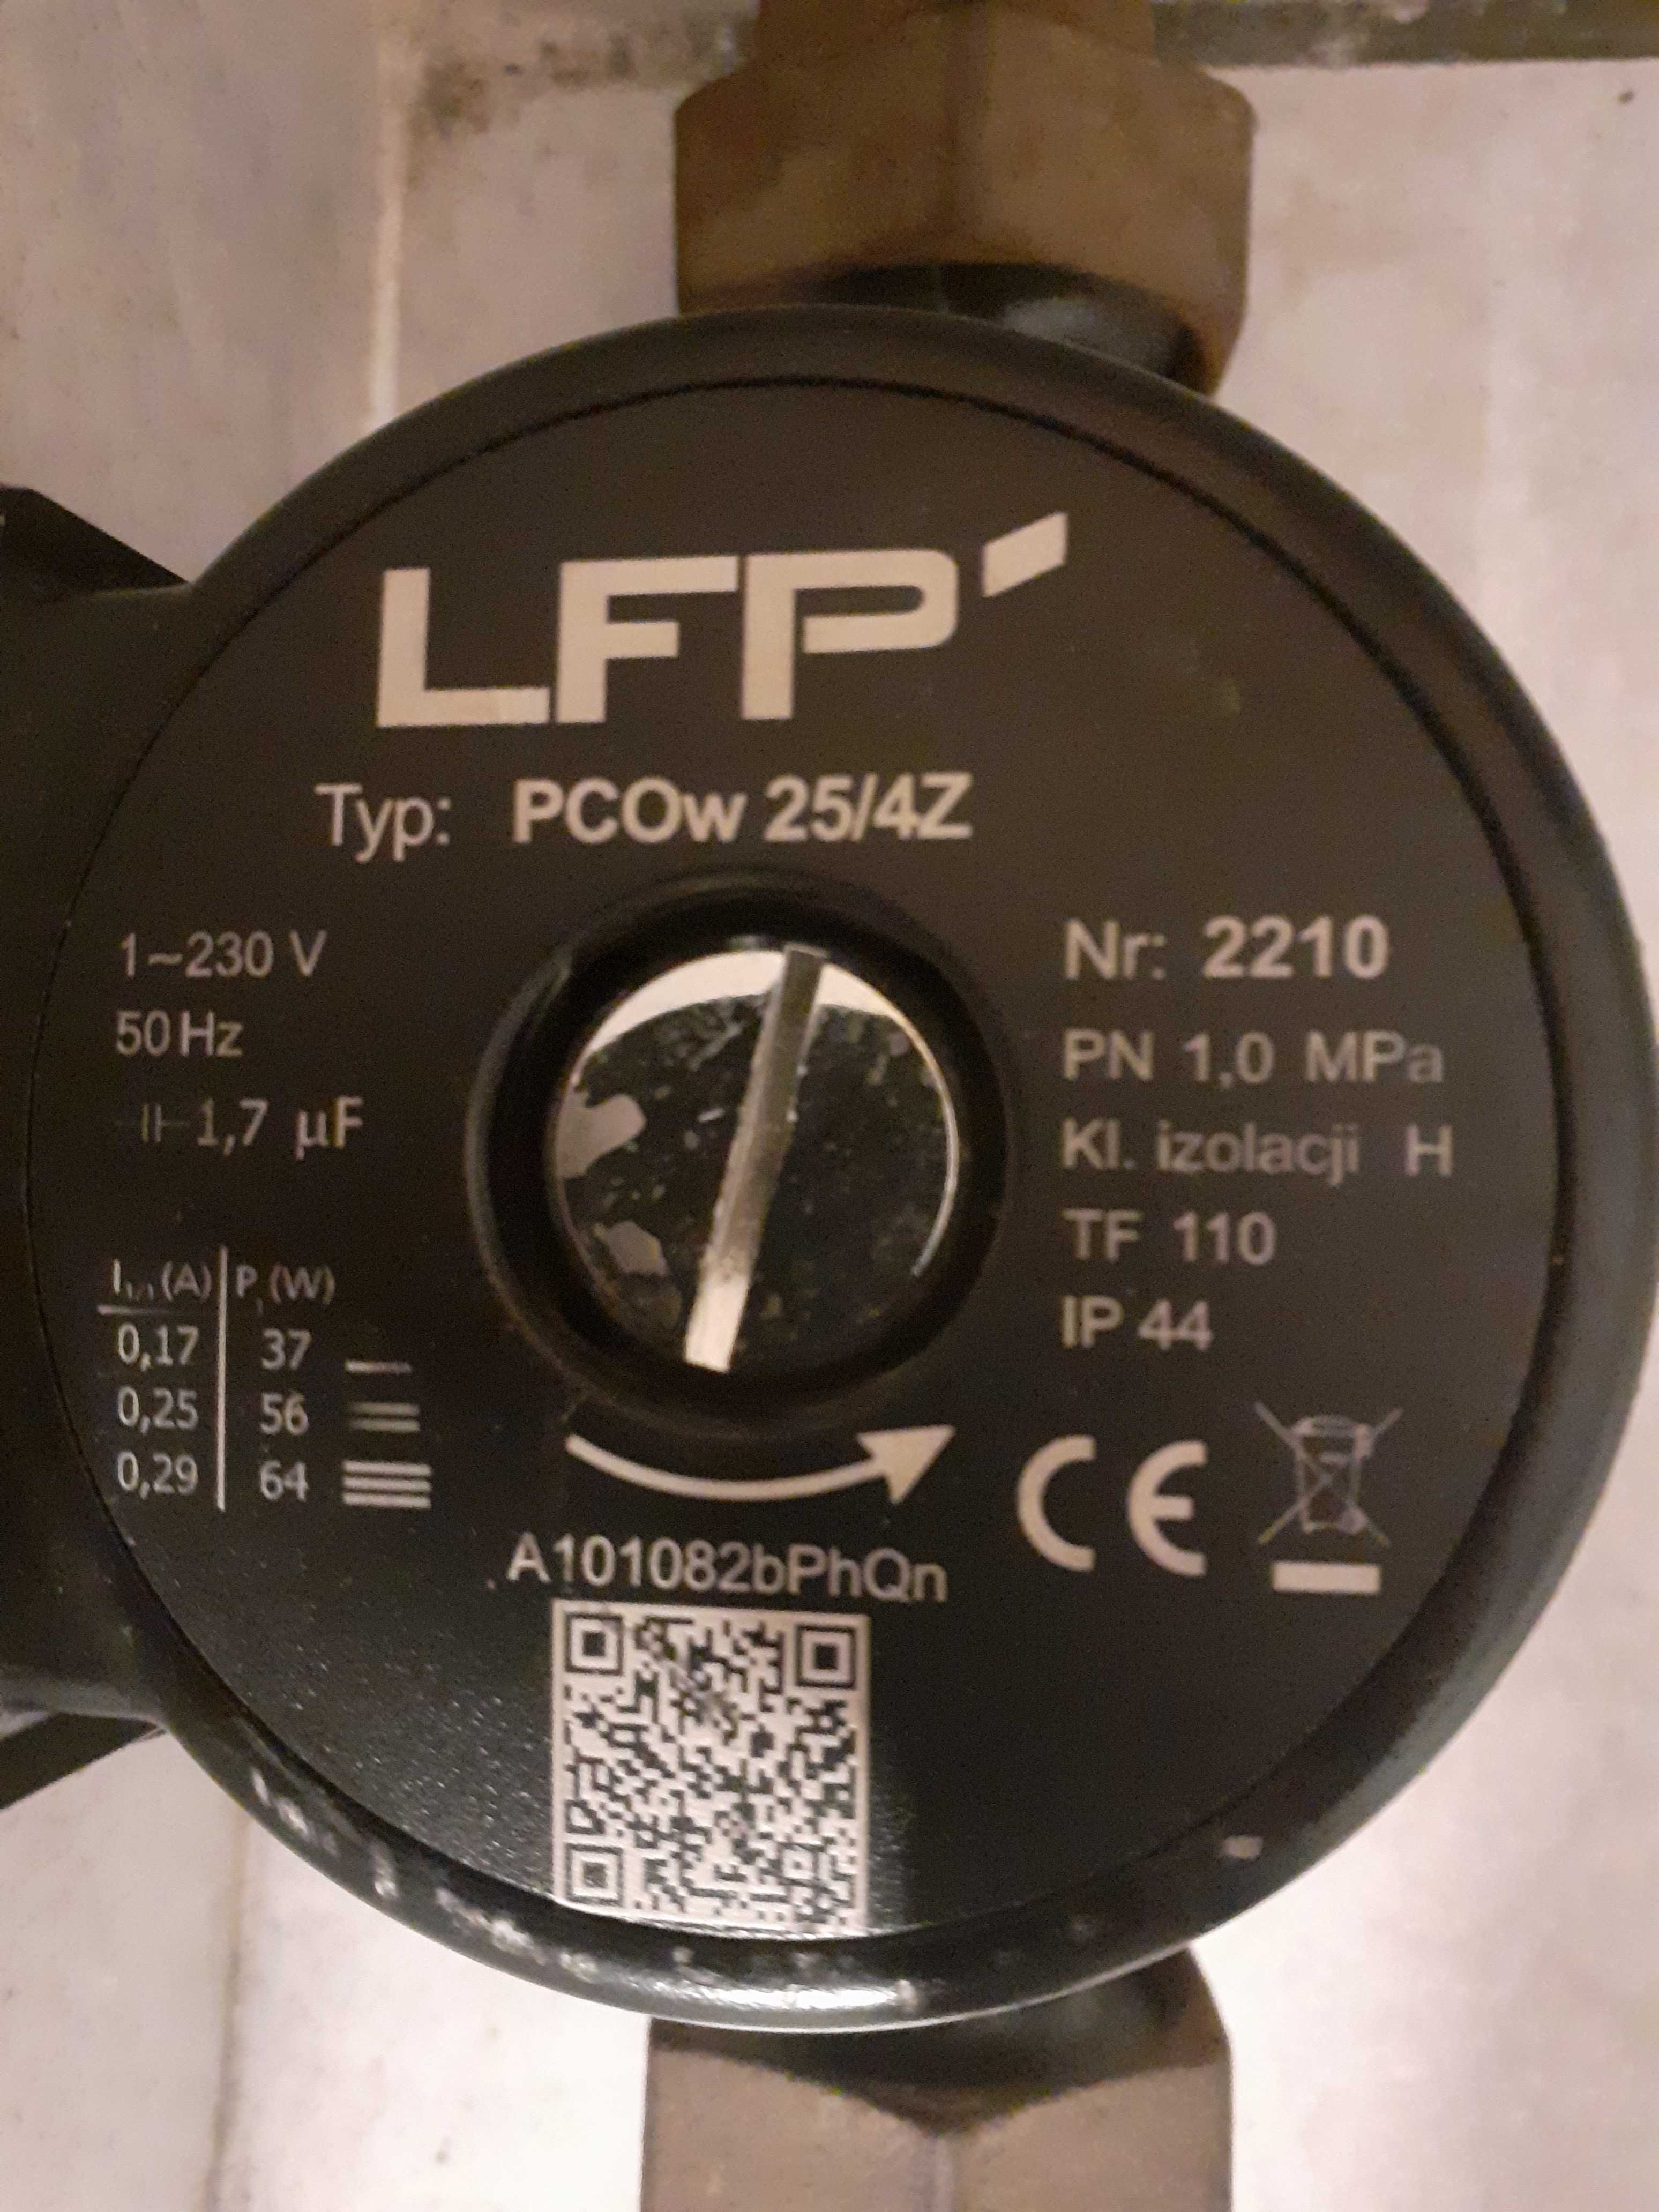 LFP
Typ: PCOw 25/4Z
1~230 V
50 Hz
1,7 µF
(A) P₁ (W)
0,17 37
0,25 56
0,29 64
Nr: 2210
PN 1,0 MPa
Kl. izolacji H
TF 110
IP 44
CE
A101082bPhQn